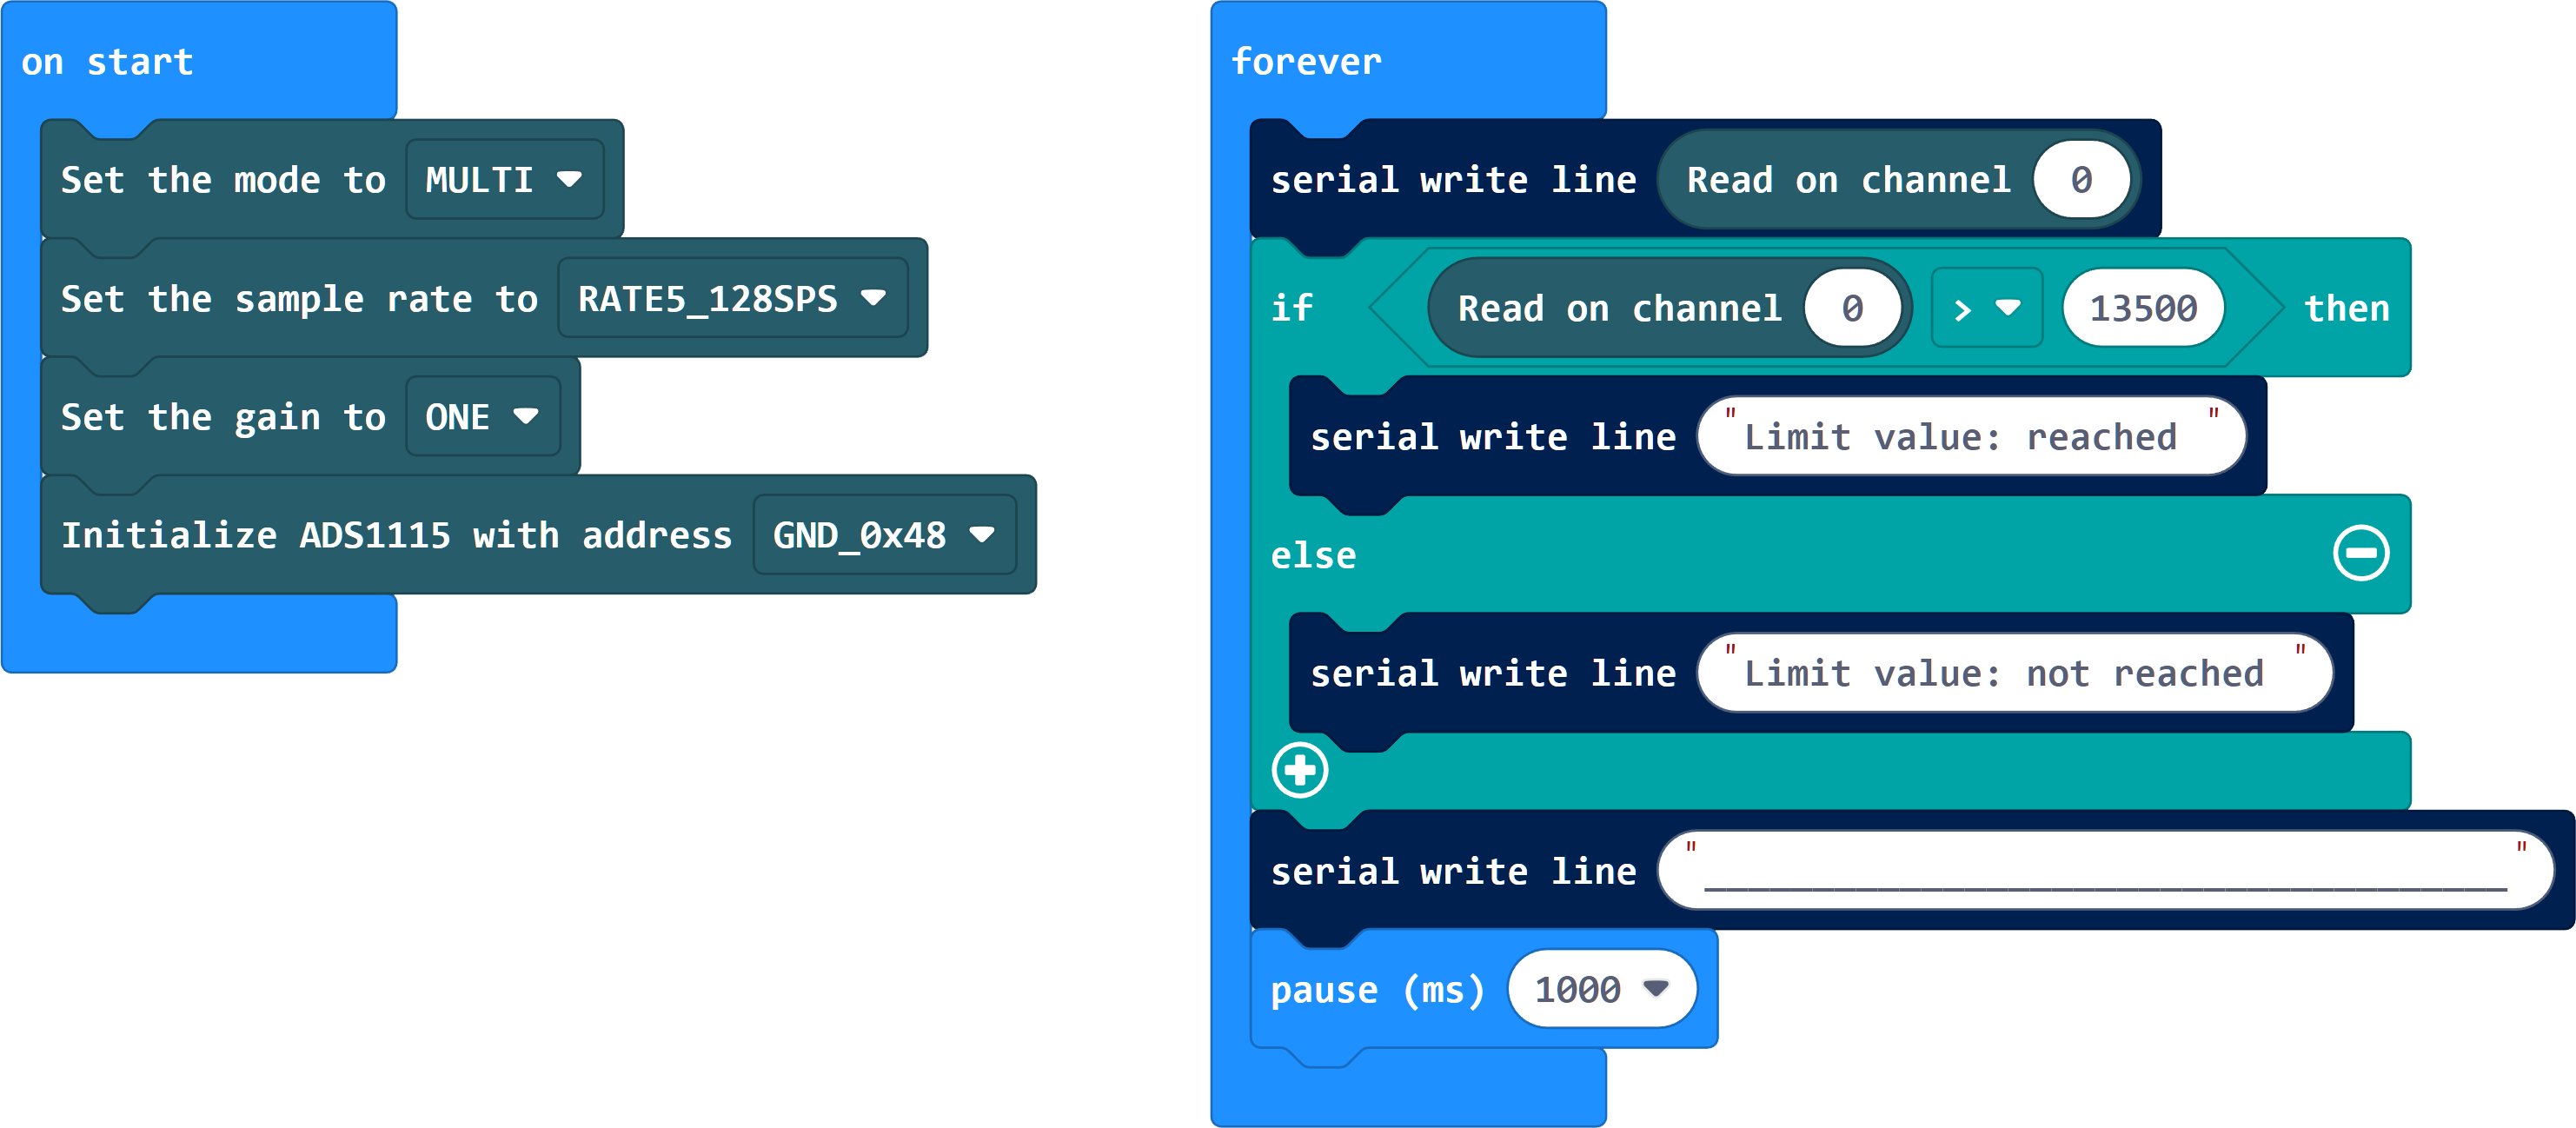 on start
Set the mode to MULTI
Set the sample rate to RATE5_128SPS
Set the gain to ONE
Initialize ADS1115 with address GND_0x48
forever
serial write line Read on channel 0
if Read on channel 0 > 13500 then
serial write line "Limit value: reached "
else
serial write line "Limit value: not reached "
serial write line "_____________________________________"
pause (ms) 1000